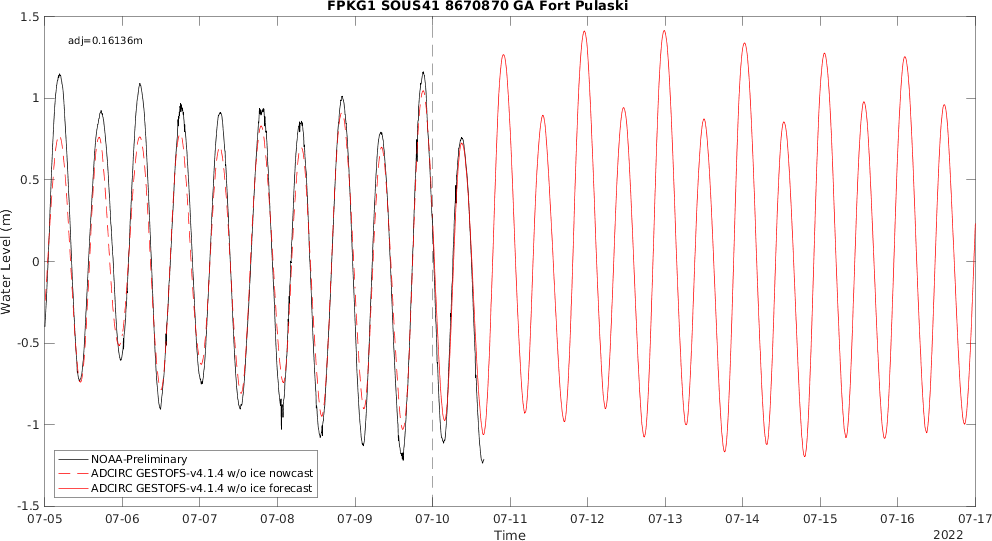 FPKG1 SOUS41 8670870 GA Fort Pulaski
adj=0.16136m
1.5
1
0.5
0
-0.5
-1
-1.5
Water Level (m)
NOAA-Preliminary
ADCIRC GESTOFS-v4.1.4 w/o ice nowcast
ADCIRC GESTOFS-v4.1.4 w/o ice forecast
07-05 07-06 07-07 07-08 07-09 07-10 07-11 07-12 07-13 07-14 07-15 07-16 07-17
Time
2022